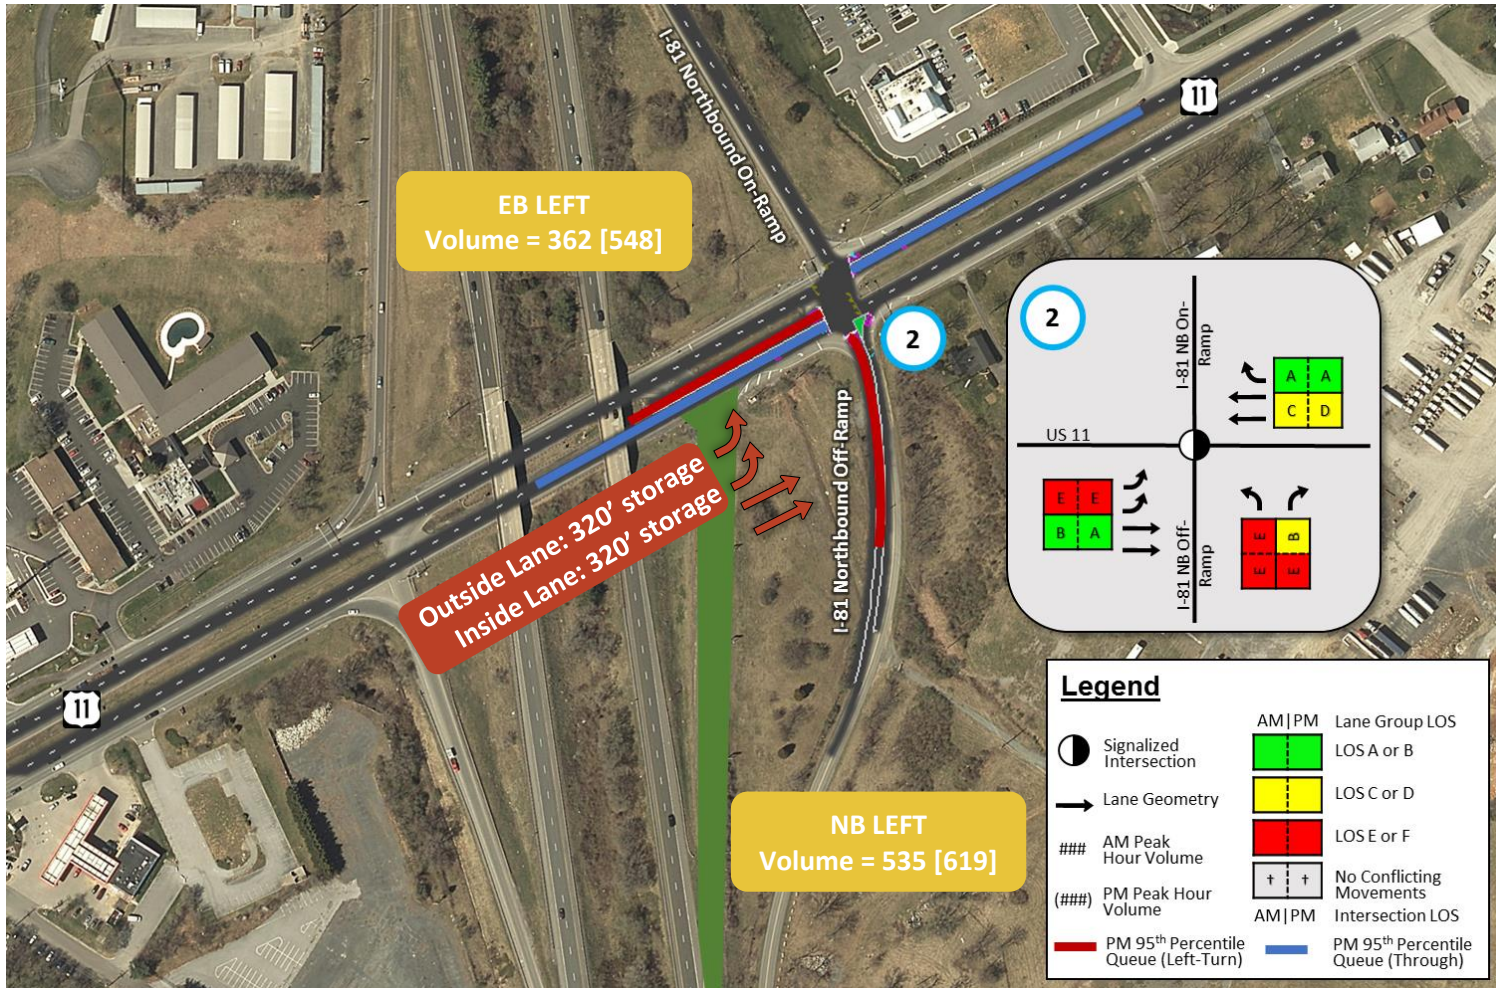 I-81 Northbound On-Ramp
11
EB LEFT
Volume = 362 [548]
2
I-81 Northbound Off-Ramp
Outside Lane: 320' storage
Inside Lane: 320' storage
11
NB LEFT
Volume = 535 [619]
2
I-81 NB On-
Ramp
A A
C D
US 11
E E
B A
I-81 NB Off-
Ramp
E B
E E
Legend
Signalized
Intersection
Lane Geometry
### AM Peak
Hour Volume
(###) PM Peak Hour
Volume
PM 95th Percentile
Queue (Left-Turn)
AM|PM Lane Group LOS
LOS A or B
LOS C or D
LOS E or F
† † No Conflicting
Movements
AM|PM Intersection LOS
PM 95th Percentile
Queue (Through)